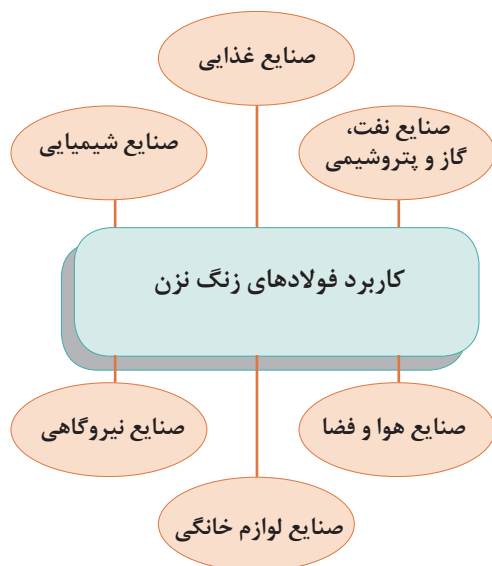 صنایع غذایی
صنایع نفت،
گاز و پتروشیمی
صنایع شیمیایی
کاربرد فولادهای زنگ نزن
صنایع هوا و فضا
صنایع نیروگاهی
صنایع لوازم خانگی